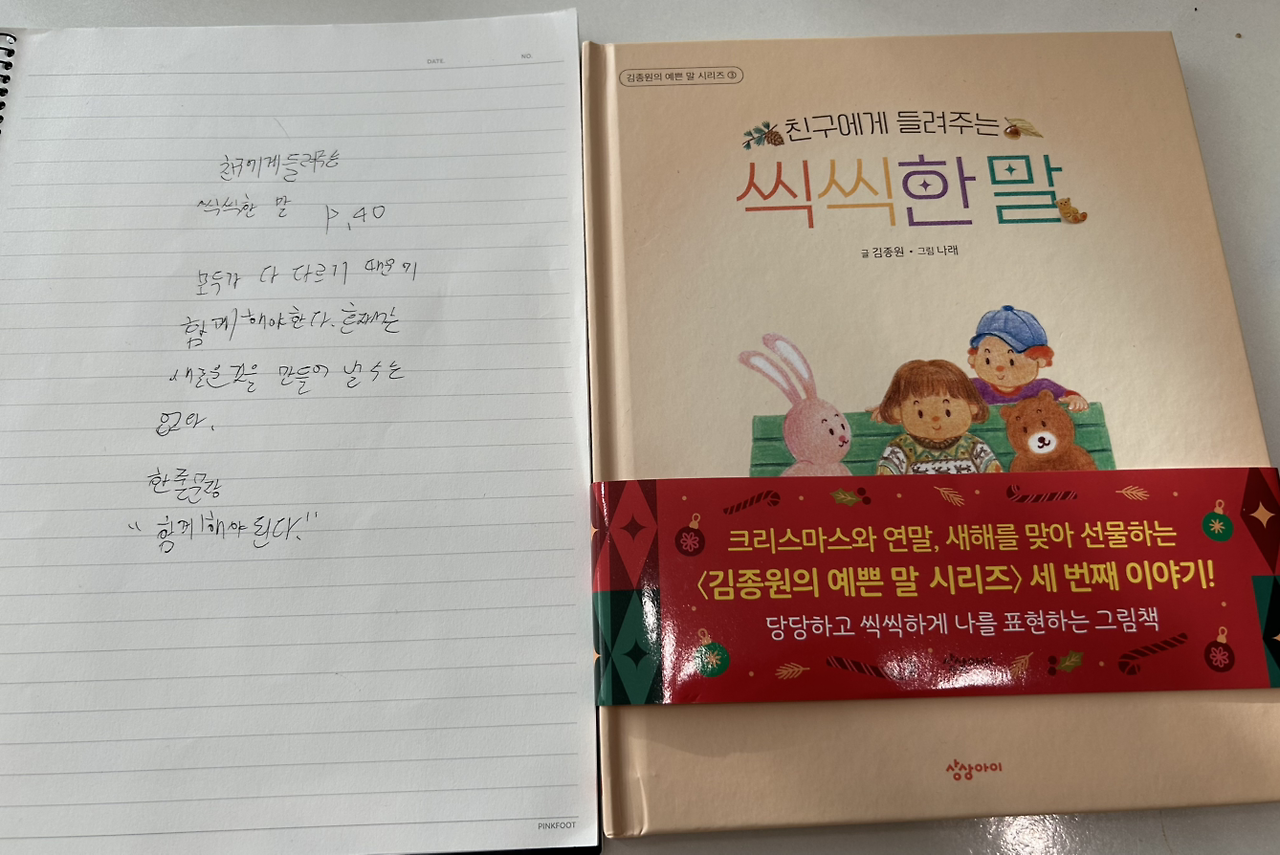 DATE.
NO.
친구에게 들려주는
씩씩한 말 P.40
모두가 다 다르기 때문에
함께 해야한다. 혼자서는
새로운 것을 만들어 낼 수는
없다.
한줄문장
"함께 해야 된다."
PINKFOOT
김종원의 예쁜 말 시리즈 ③
친구에게 들려주는
씩씩한 말
글 김종원 • 그림 나래
크리스마스와 연말, 새해를 맞아 선물하는
〈김종원의 예쁜 말 시리즈〉 세 번째 이야기!
당당하고 씩씩하게 나를 표현하는 그림책
상상아이